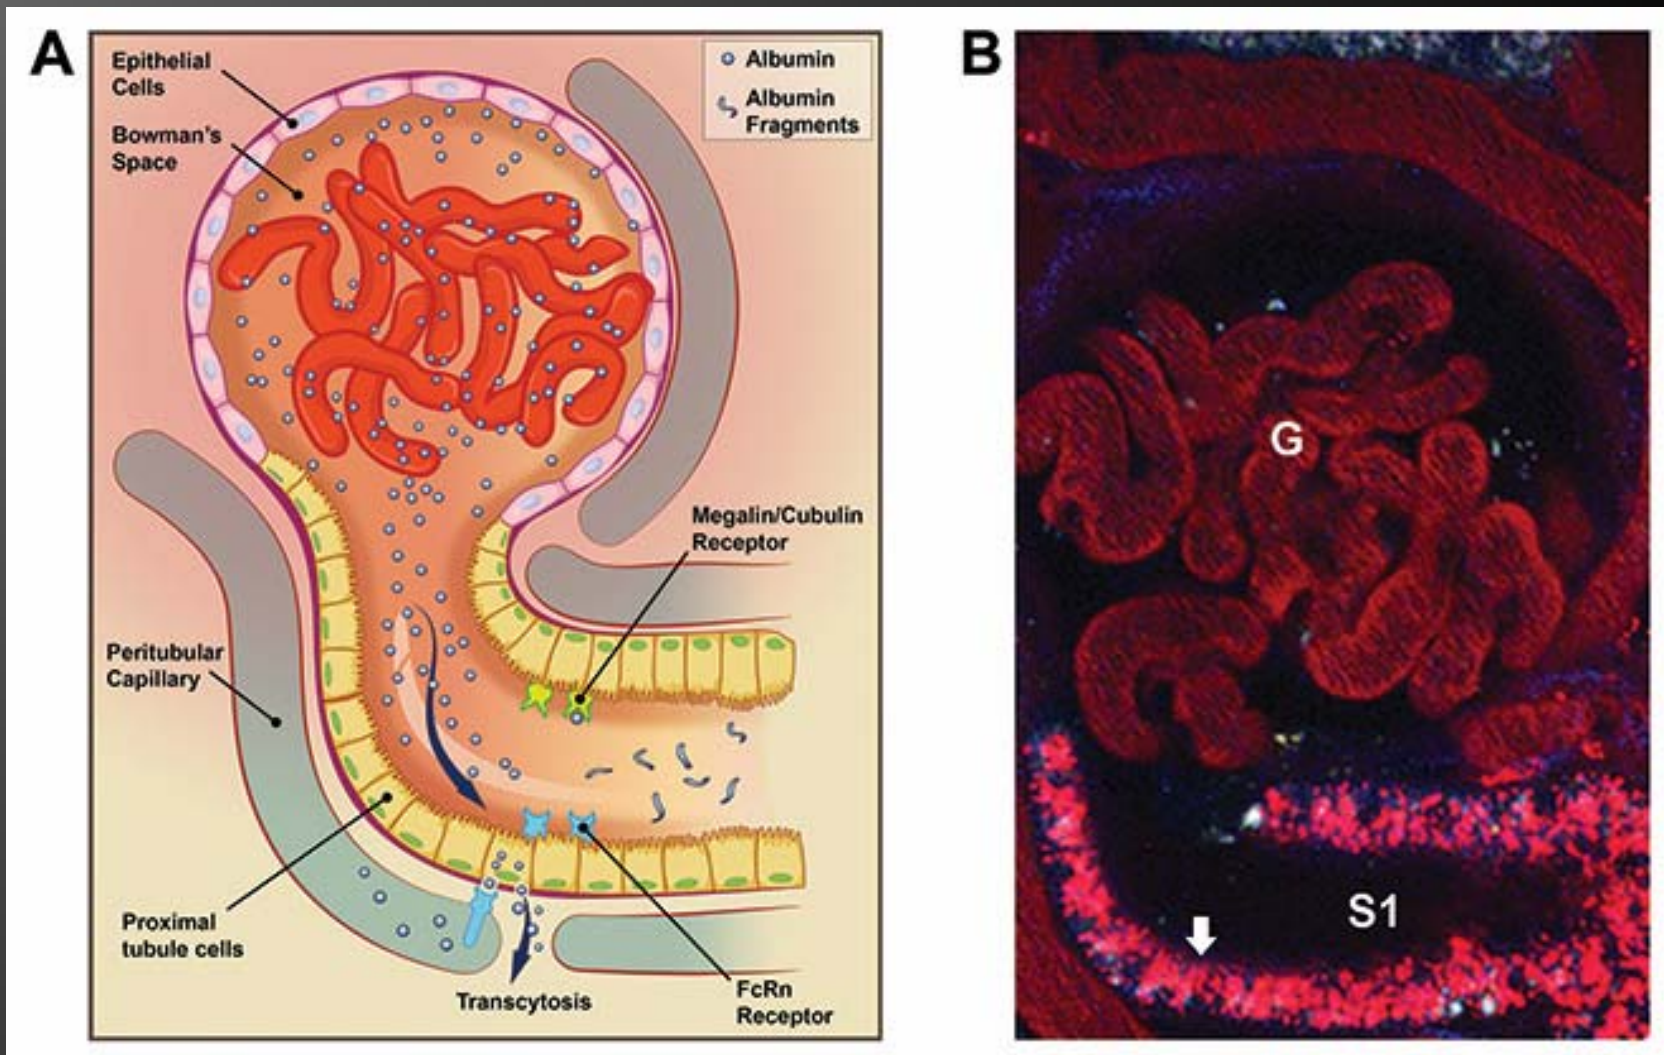 A
Epithelial
Cells
Bowman's
Space
Albumin
Albumin
Fragments
Megalin/Cubulin
Receptor
Peritubular
Capillary
Proximal
tubule cells
Transcytosis
FcRn
Receptor
B
G
S1